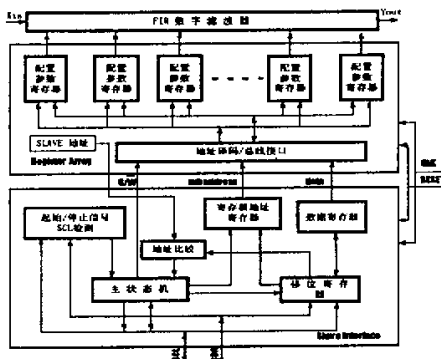 Xin
FIR 数字滤波器
Yout
配置参数寄存器
配置参数寄存器
配置参数寄存器
配置参数寄存器
配置参数寄存器
SLAVE 地址
Register Array
地址译码/总线接口
R/W
subaddress
Data
RESET
起始/停止信号
SCL检测
寄存器地址
寄存器
数据寄存器
地址比较
主状态机
移位寄存
器
Slave Interface